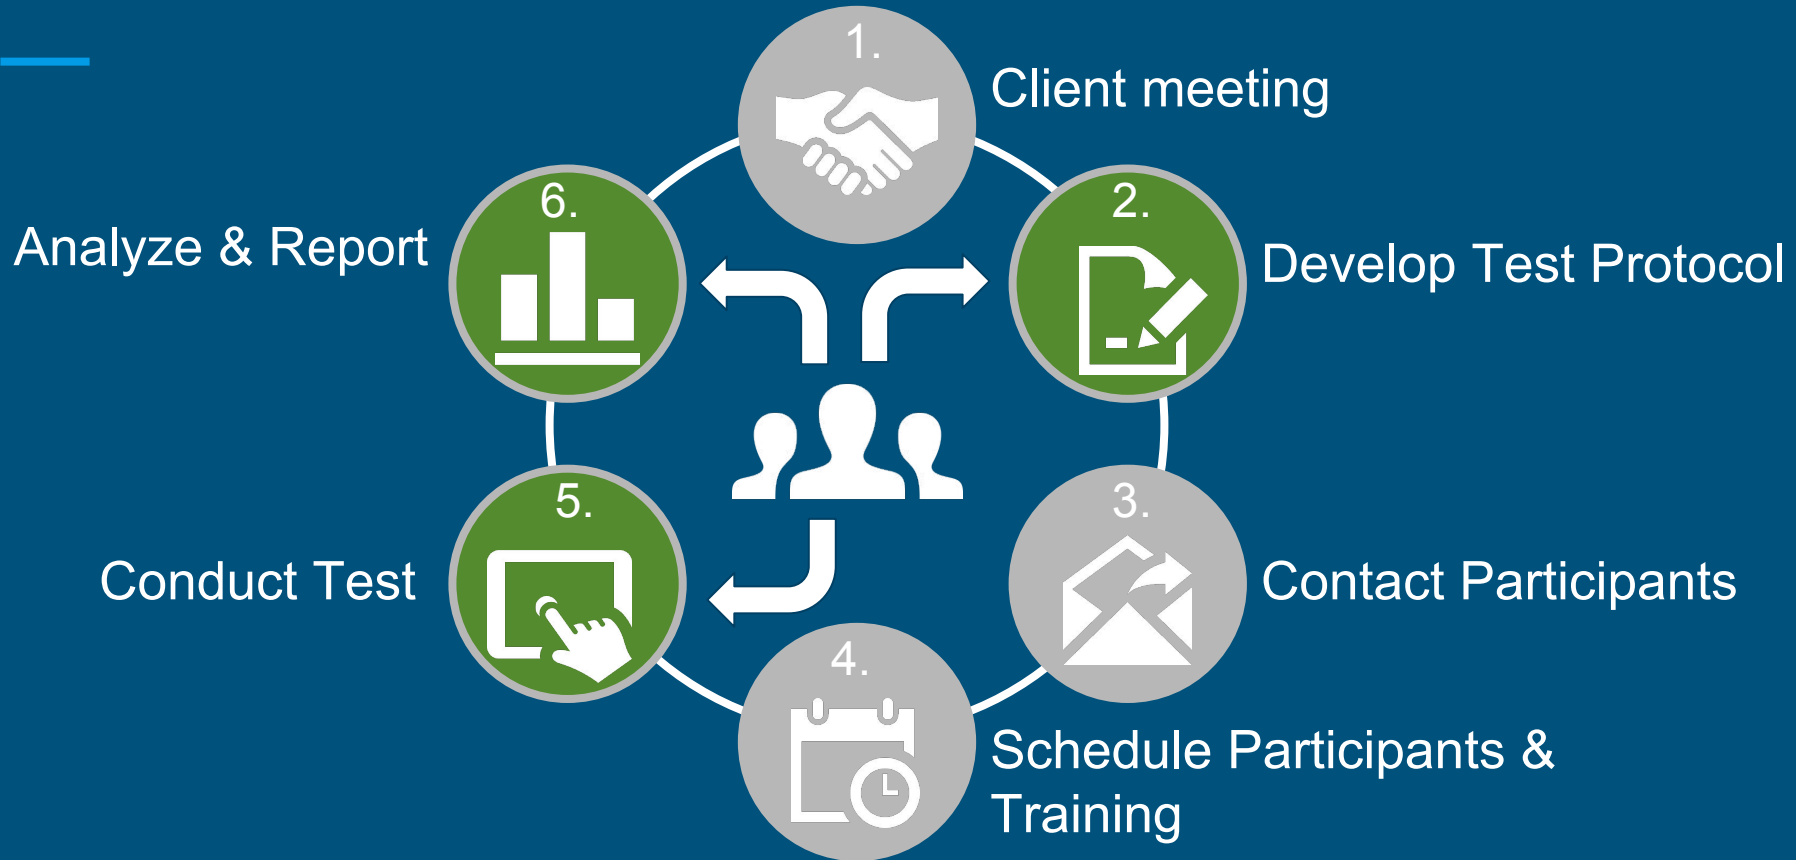 1.
Client meeting
2.
Develop Test Protocol
3.
Contact Participants
4.
Schedule Participants &
Training
5.
Conduct Test
6.
Analyze & Report